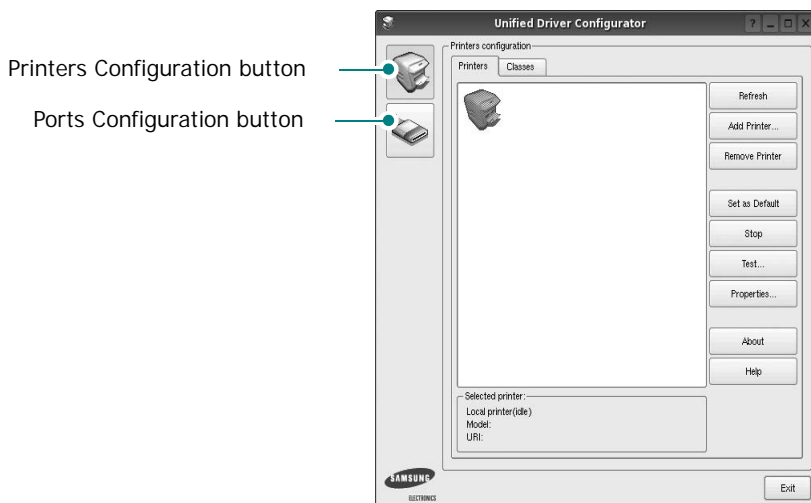 Unified Driver Configurator
Printers Configuration button
Ports Configuration button
Printers configuration
Printers
Classes
Refresh
Add Printer...
Remove Printer
Set as Default
Stop
Test...
Properties...
About
Help
Selected printer:
Local printer(idle)
Model:
URI:
SAMSUNG
ELECTRONICS
Exit